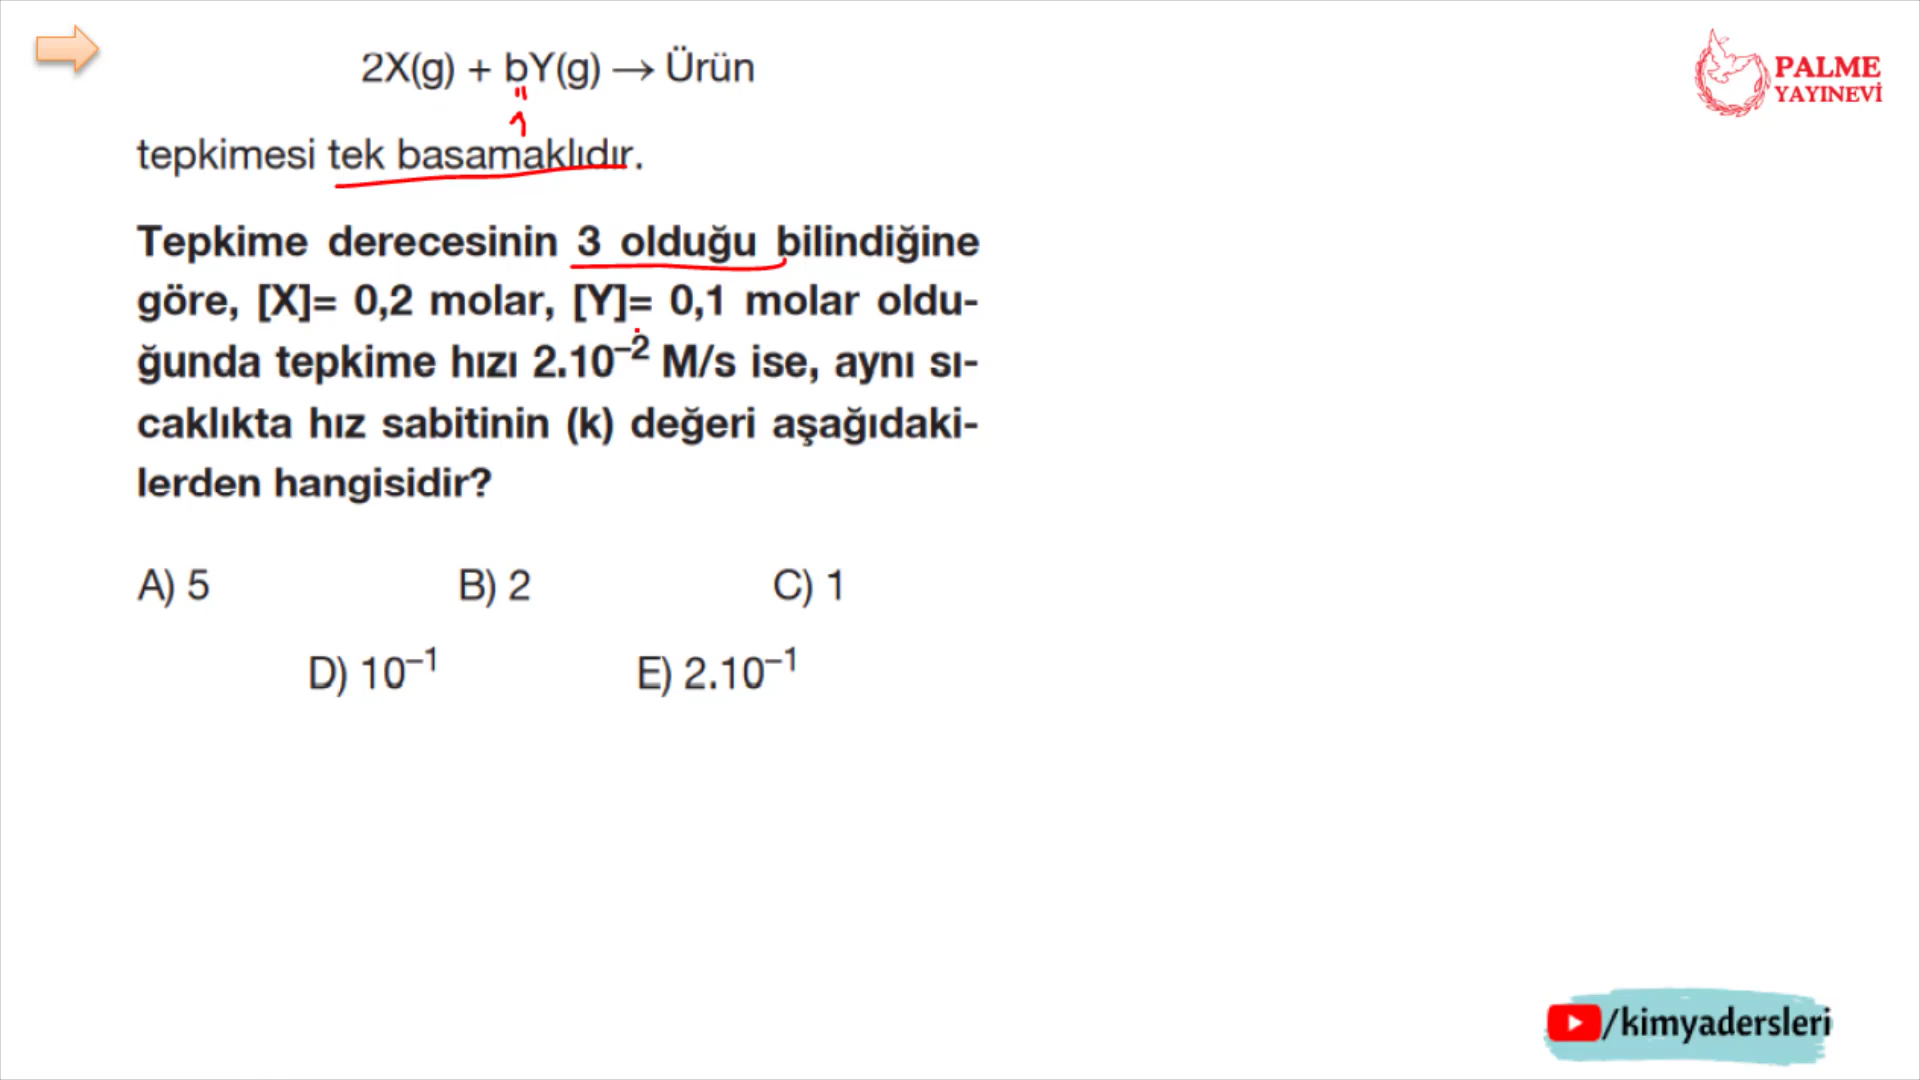 2X(g) + bY(g) → Ürün
"
1
PALME
YAYINEVİ
tepkimesi tek basamaklıdır.
Tepkime derecesinin 3 olduğu bilindiğine
göre, [X]= 0,2 molar, [Y]= 0,1 molar oldu-
ğunda tepkime hızı 2.10⁻² M/s ise, aynı sı-
caklıkta hız sabitinin (k) değeri aşağıdaki-
lerden hangisidir?
A) 5 B) 2 C) 1
D) 10⁻¹ E) 2.10⁻¹
/kimyadersleri